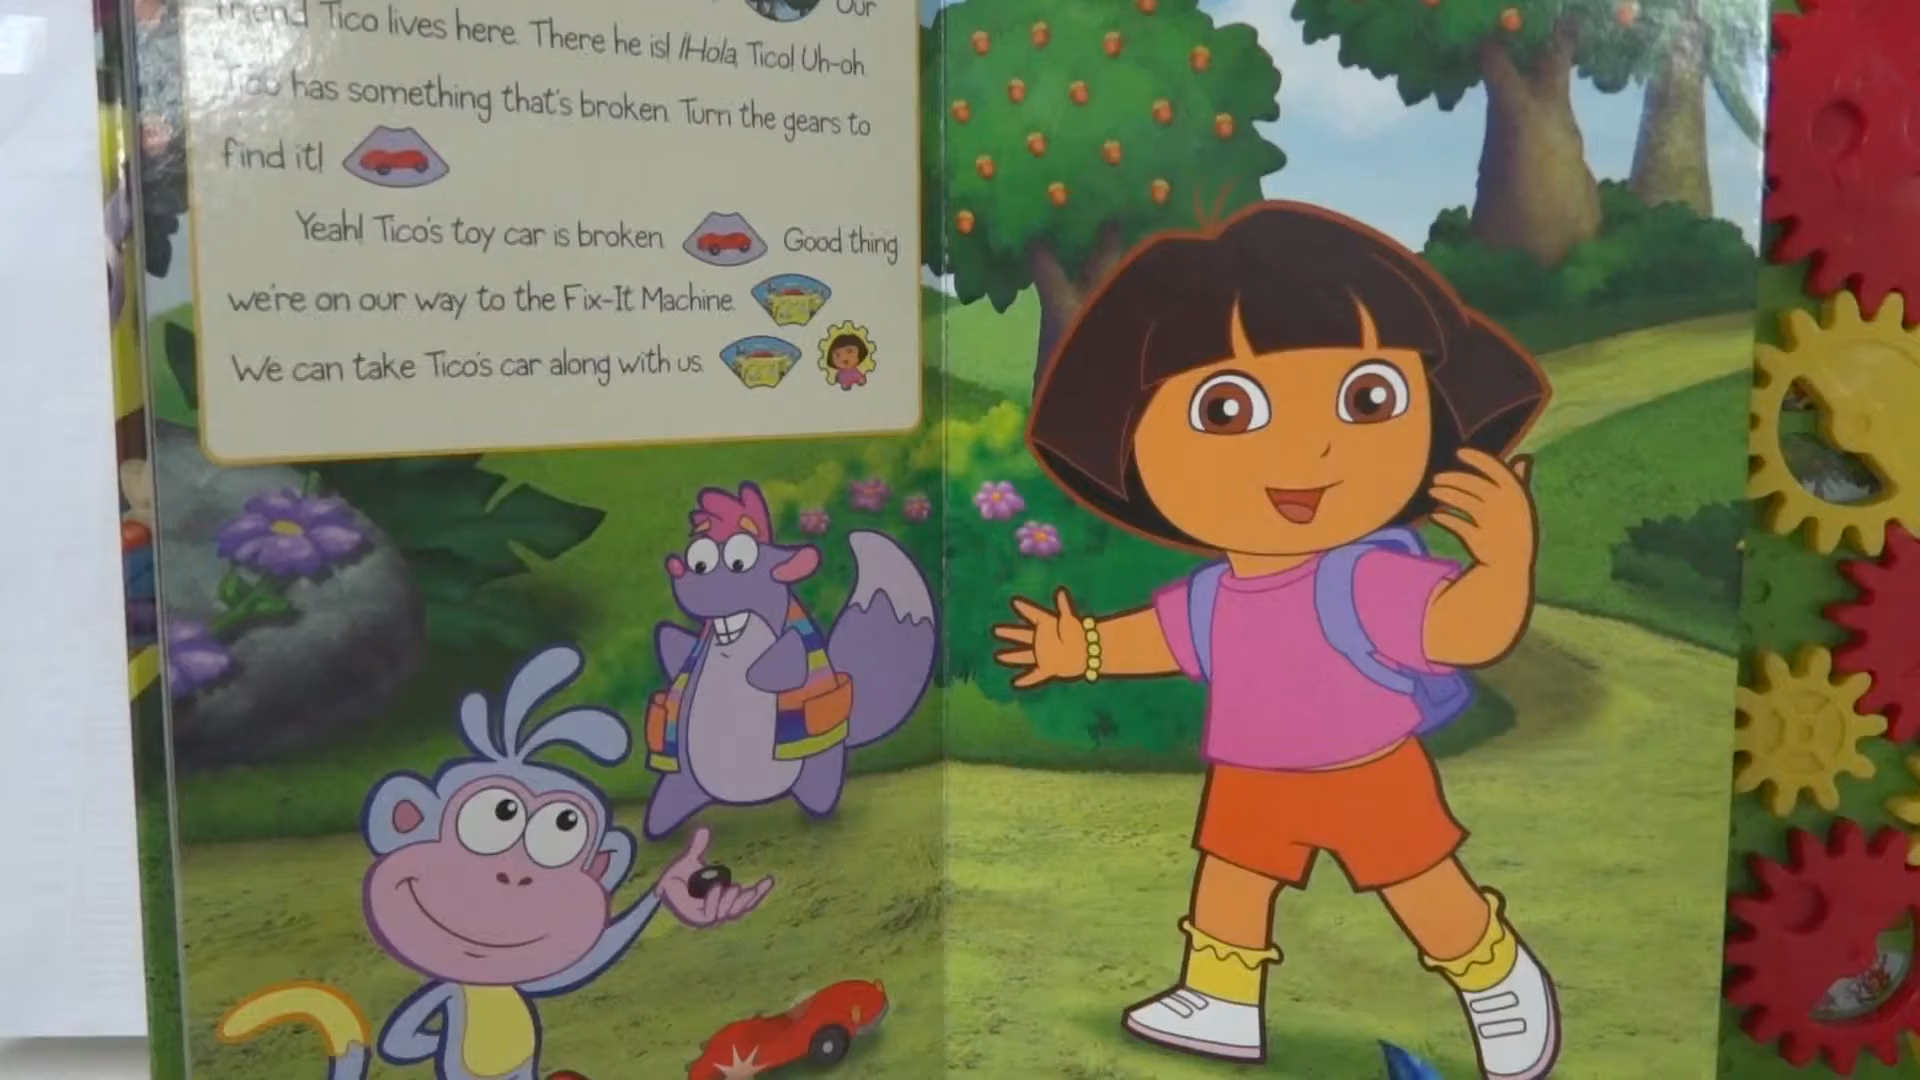 Our
friend Tico lives here. There he is! ¡Hola, Tico! Uh-oh.
Tico has something that's broken. Turn the gears to
find it!
Yeah! Tico's toy car is broken. Good thing
we're on our way to the Fix-It Machine.
We can take Tico's car along with us.